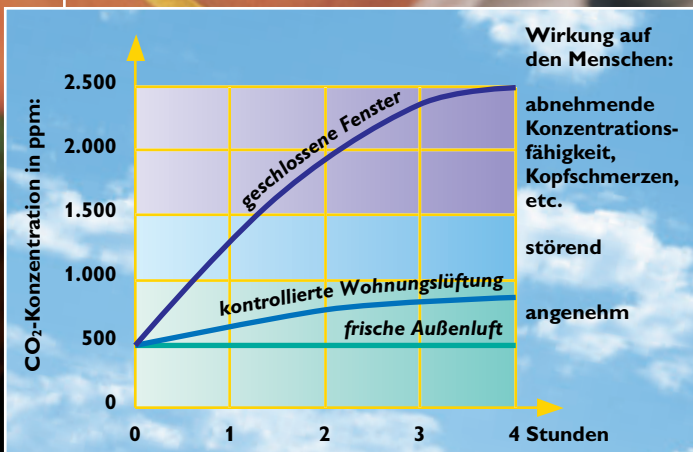 Wirkung auf
den Menschen:
CO₂-Konzentration in ppm:
2.500
2.000
1.500
1.000
500
0
geschlossene Fenster
kontrollierte Wohnungslüftung
frische Außenluft
abnehmende
Konzentrations-
fähigkeit,
Kopfschmerzen,
etc.
störend
angenehm
0 1 2 3 4 Stunden